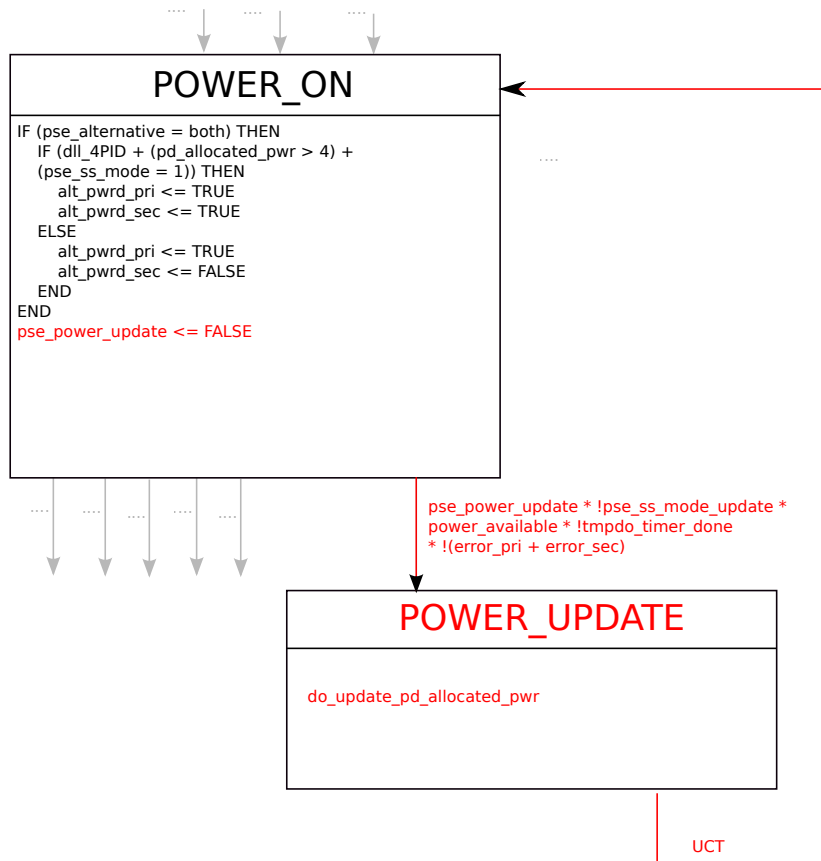 .... .... ....
POWER_ON
IF (pse_alternative = both) THEN
IF (dll_4PID + (pd_allocated_pwr > 4) +
(pse_ss_mode = 1)) THEN
alt_pwrd_pri <= TRUE
alt_pwrd_sec <= TRUE
ELSE
alt_pwrd_pri <= TRUE
alt_pwrd_sec <= FALSE
END
END
pse_power_update <= FALSE
....
.... .... .... .... ....
pse_power_update * !pse_ss_mode_update *
power_available * !tmpdo_timer_done
* !(error_pri + error_sec)
POWER_UPDATE
do_update_pd_allocated_pwr
UCT